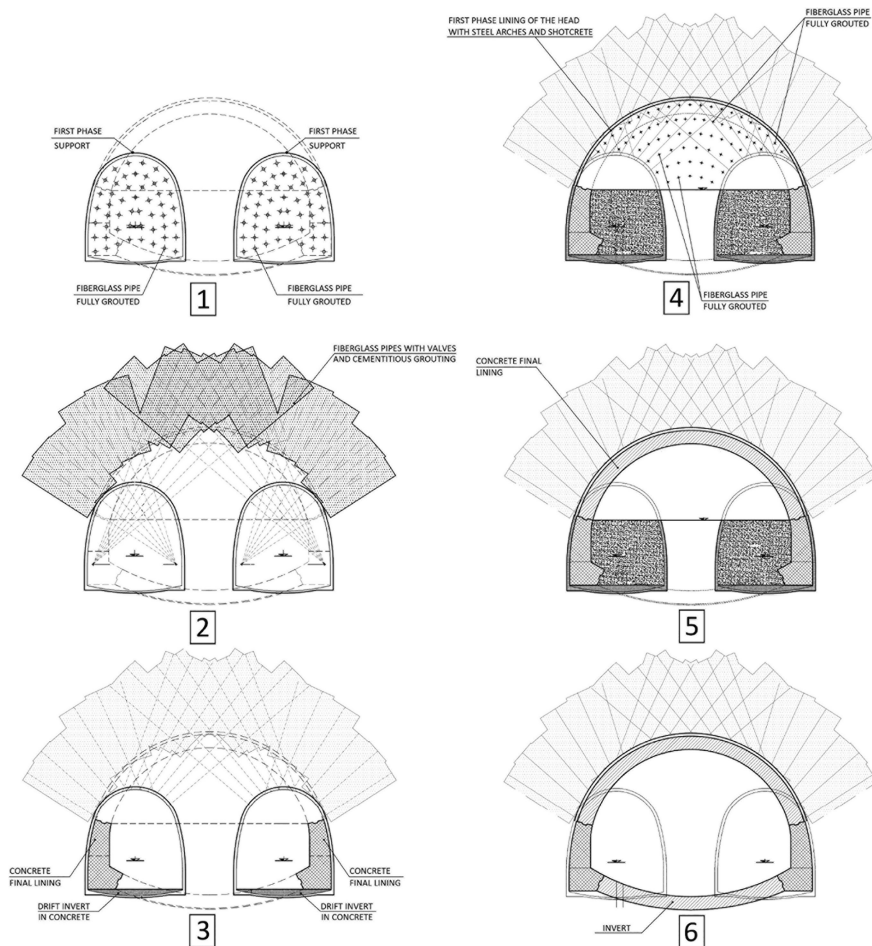 FIRST PHASE
SUPPORT
FIRST PHASE
SUPPORT
FIBERGLASS PIPE
FULLY GROUTED
FIBERGLASS PIPE
FULLY GROUTED
1
FIBERGLASS PIPES WITH VALVES
AND CEMENTITIOUS GROUTING
2
CONCRETE
FINAL LINING
CONCRETE
FINAL LINING
DRIFT INVERT
IN CONCRETE
DRIFT INVERT
IN CONCRETE
3
FIRST PHASE LINING OF THE HEAD
WITH STEEL ARCHES AND SHOTCRETE
FIBERGLASS PIPE
FULLY GROUTED
FIBERGLASS PIPE
FULLY GROUTED
4
CONCRETE FINAL
LINING
5
INVERT
6